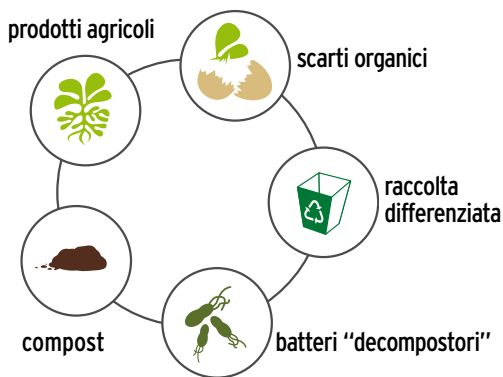 prodotti agricoli
scarti organici
raccolta
differenziata
batteri “decompostori”
compost